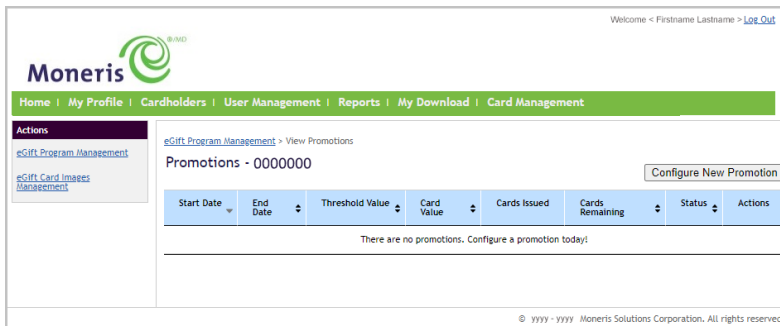 Welcome < Firstname Lastname > Log Out
®/MD
Moneris
Home | My Profile | Cardholders | User Management | Reports | My Download | Card Management
Actions
eGift Program Management
eGift Card Images
Management
eGift Program Management > View Promotions
Promotions - 0000000
Configure New Promotion
Start Date End Date Threshold Value Card Value Cards Issued Cards Remaining Status Actions
There are no promotions. Configure a promotion today!
© yyyy - yyyy Moneris Solutions Corporation. All rights reserved